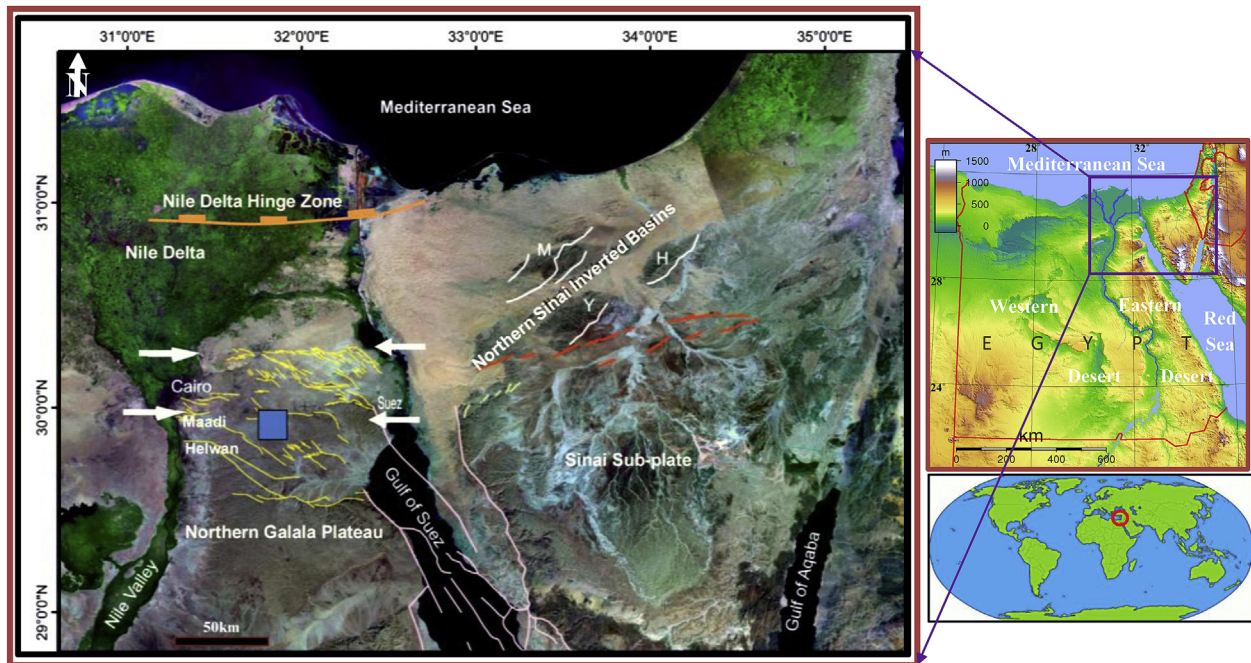 31°0'0"E
32°0'0"E
33°0'0"E
34°0'0"E
35°0'0"E
N
Mediterranean Sea
31°0'0"N
Nile Delta Hinge Zone
Nile Delta
M
H
Y
Northern Sinai Inverted Basins
Cairo
30°0'0"N
Maadi
Suez
Helwan
Sinai Sub-plate
Gulf of Suez
Northern Galala Plateau
Nile Valley
Gulf of Aqaba
29°0'0"N
50km
m
1500
1000
500
0
28
32
Mediterranean Sea
28
Western
Eastern
Red
Sea
E G Y P T
Desert
Desert
24
km
0 200 600